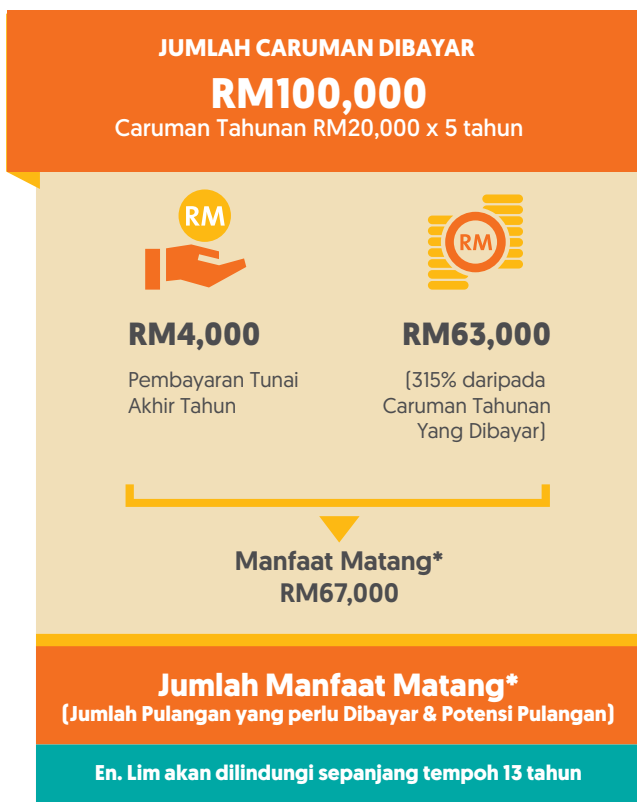 JUMLAH CARUMAN DIBAYAR
RM100,000
Caruman Tahunan RM20,000 x 5 tahun
RM
RM
RM4,000
Pembayaran Tunai
Akhir Tahun
RM63,000
(315% daripada
Caruman Tahunan
Yang Dibayar)
Manfaat Matang*
RM67,000
Jumlah Manfaat Matang*
(Jumlah Pulangan yang perlu Dibayar & Potensi Pulangan)
En. Lim akan dilindungi sepanjang tempoh 13 tahun